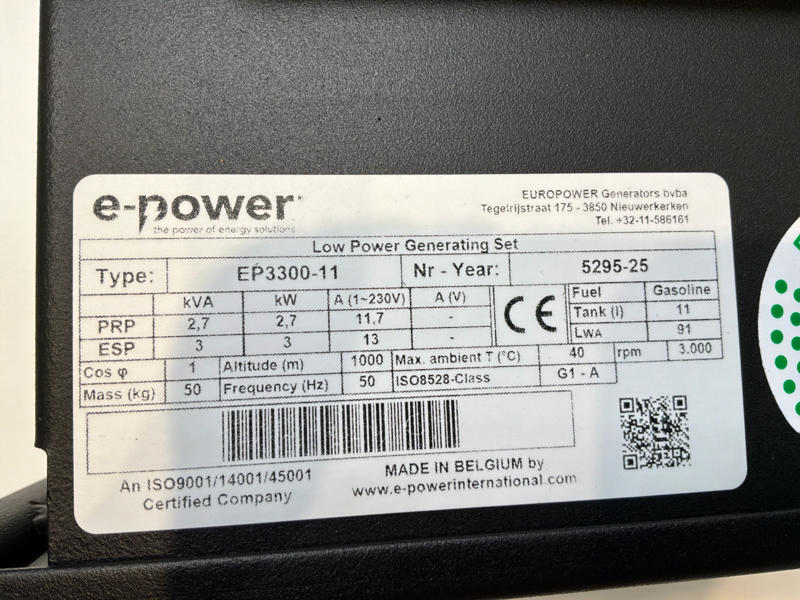 e-power
the power of energy solutions
EUROPOWER Generators bvba
Tegelrijstraat 175 - 3850 Nieuwerkerken
Tel. +32-11-586161
Low Power Generating Set
Type: EP3300-11 Nr - Year: 5295-25
kVA kW A (1~230V) A (V)
PRP 2,7 2,7 11,7 -
ESP 3 3 13 -
CE
Fuel Gasoline
Tank (l) 11
LWA 91
Cos φ 1 Altitude (m) 1000 Max. ambient T (°C) 40 rpm 3.000
Mass (kg) 50 Frequency (Hz) 50 ISO8528-Class G1 - A
An ISO9001/14001/45001
Certified Company
MADE IN BELGIUM by
www.e-powerinternational.com